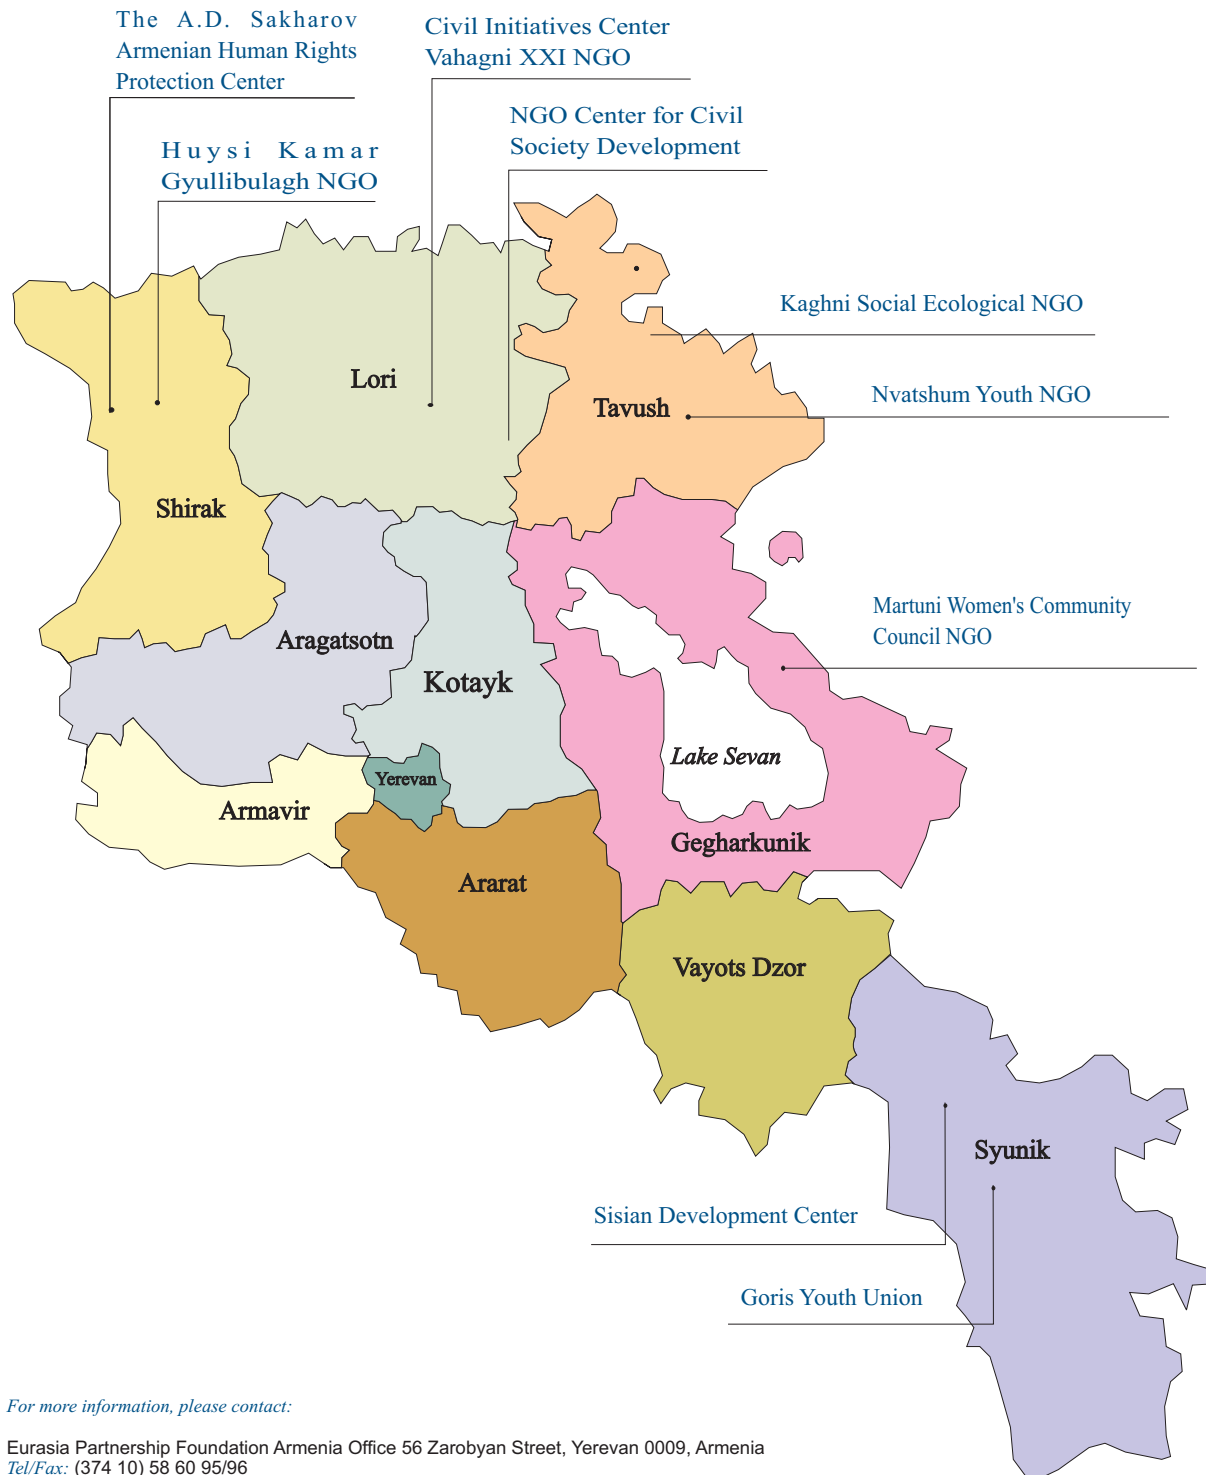 The A.D. Sakharov
Armenian Human Rights
Protection Center
Civil Initiatives Center
Vahagni XXI NGO
NGO Center for Civil
Society Development
Huysi Kamar
Gyullibulagh NGO
Kaghni Social Ecological NGO
Lori
Nvatshum Youth NGO
Tavush
Shirak
Martuni Women's Community
Council NGO
Aragatsotn
Kotayk
Lake Sevan
Yerevan
Armavir
Gegharkunik
Ararat
Vayots Dzor
Syunik
Sisian Development Center
Goris Youth Union
For more information, please contact:
Eurasia Partnership Foundation Armenia Office 56 Zarobyan Street, Yerevan 0009, Armenia
Tel/Fax: (374 10) 58 60 95/96